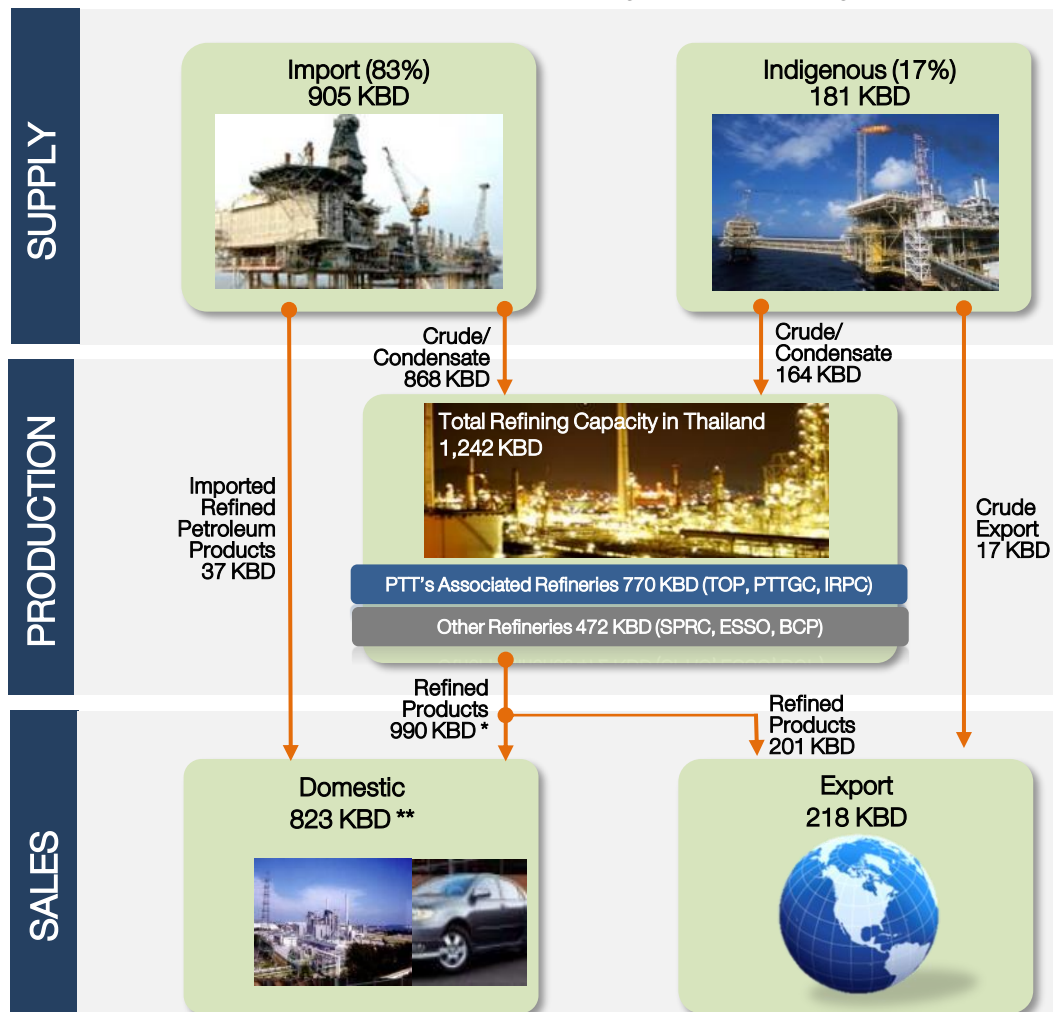 SUPPLY
Import (83%)
905 KBD
Indigenous (17%)
181 KBD
Crude/
Condensate
868 KBD
Crude/
Condensate
164 KBD
PRODUCTION
Total Refining Capacity in Thailand
1,242 KBD
Imported
Refined
Petroleum
Products
37 KBD
Crude
Export
17 KBD
PTT's Associated Refineries 770 KBD (TOP, PTTGC, IRPC)
Other Refineries 472 KBD (SPRC, ESSO, BCP)
Refined
Products
990 KBD *
Refined
Products
201 KBD
SALES
Domestic
823 KBD **
Export
218 KBD